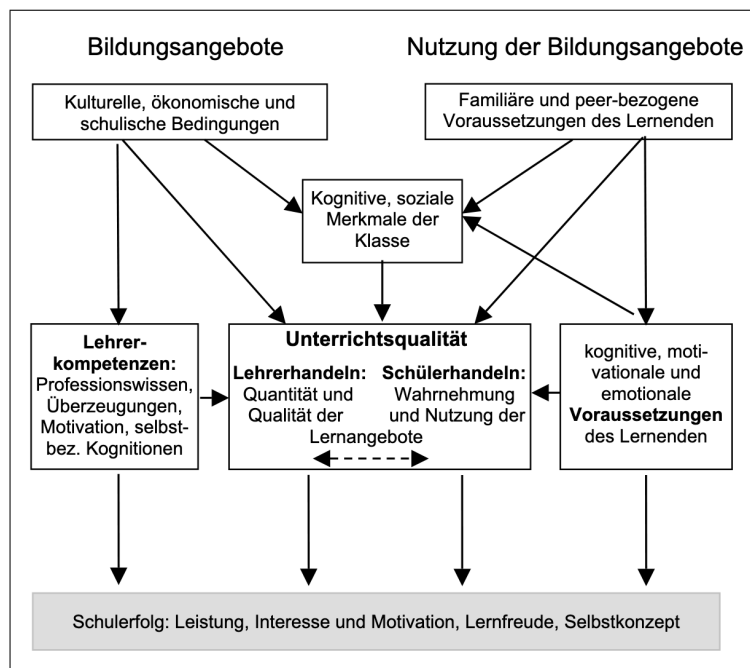 Bildungsangebote
Nutzung der Bildungsangebote
Kulturelle, ökonomische und
schulische Bedingungen
Familiäre und peer-bezogene
Voraussetzungen des Lernenden
Kognitive, soziale
Merkmale der
Klasse
Lehrer-
kompetenzen:
Professionswissen,
Überzeugungen,
Motivation, selbst-
bez. Kognitionen
Unterrichtsqualität
Lehrerhandeln:
Quantität und
Qualität der
Schülerhandeln:
Wahrnehmung
und Nutzung der
Lernangebote
kognitive, moti-
vationale und
emotionale
Voraussetzungen
des Lernenden
Schulerfolg: Leistung, Interesse und Motivation, Lernfreude, Selbstkonzept